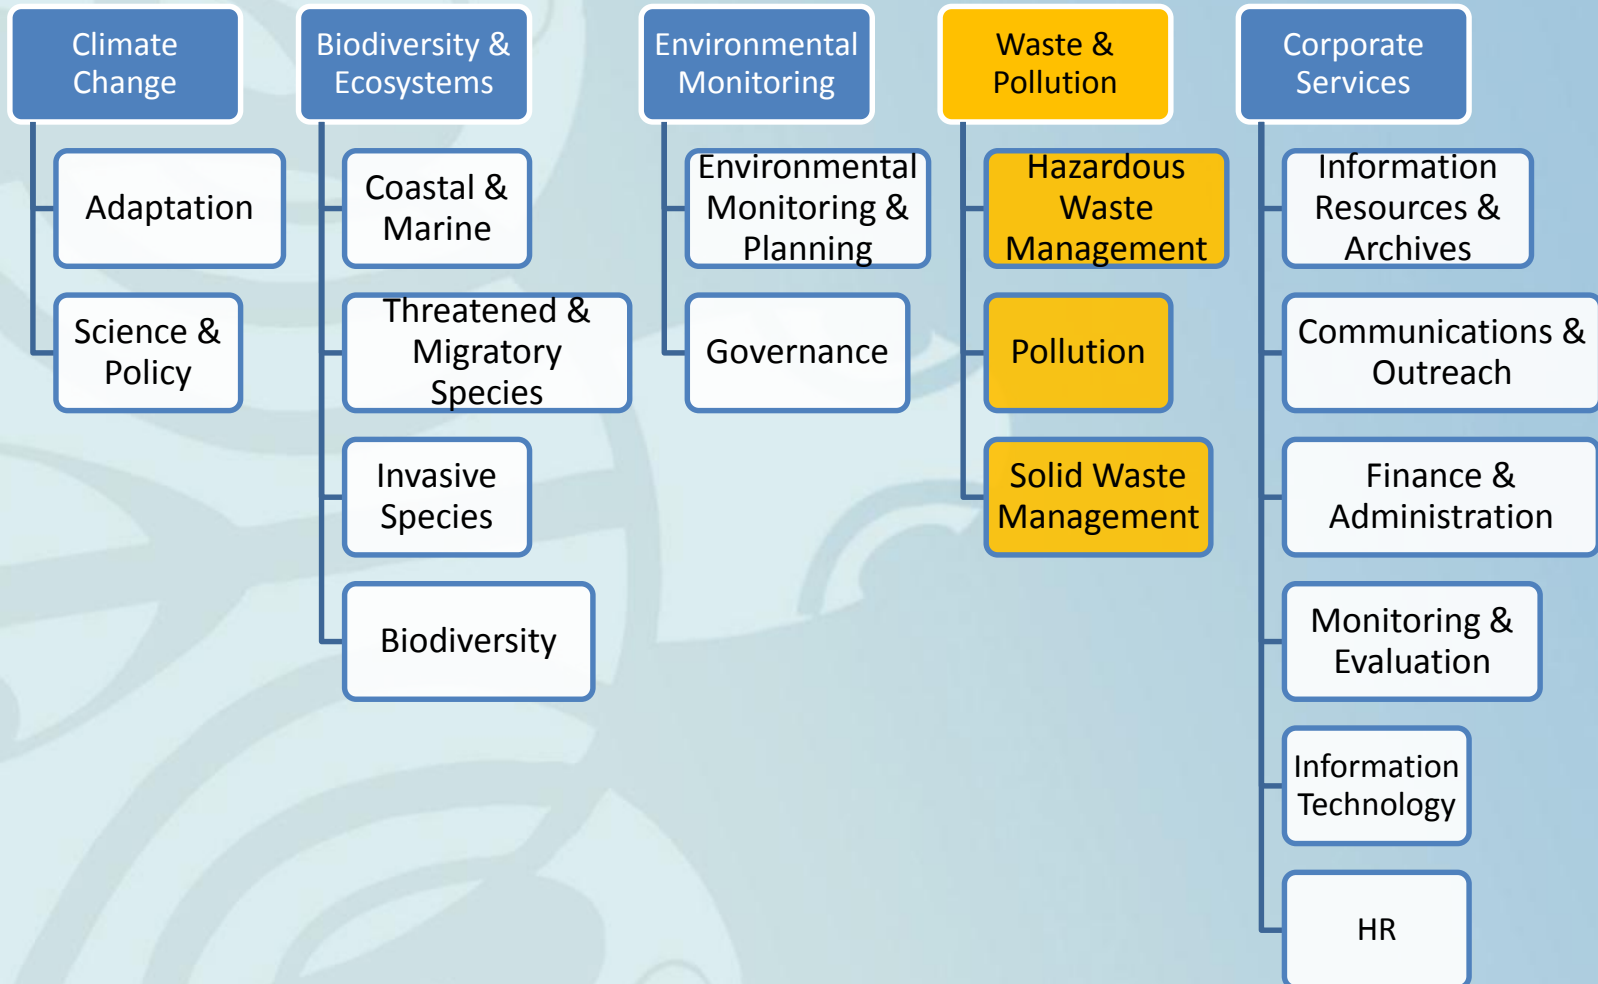 Climate
Change
Adaptation
Science &
Policy
Biodiversity &
Ecosystems
Coastal &
Marine
Threatened &
Migratory
Species
Invasive
Species
Biodiversity
Environmental
Monitoring
Environmental
Monitoring &
Planning
Governance
Waste &
Pollution
Hazardous
Waste
Management
Pollution
Solid Waste
Management
Corporate
Services
Information
Resources &
Archives
Communications &
Outreach
Finance &
Administration
Monitoring &
Evaluation
Information
Technology
HR